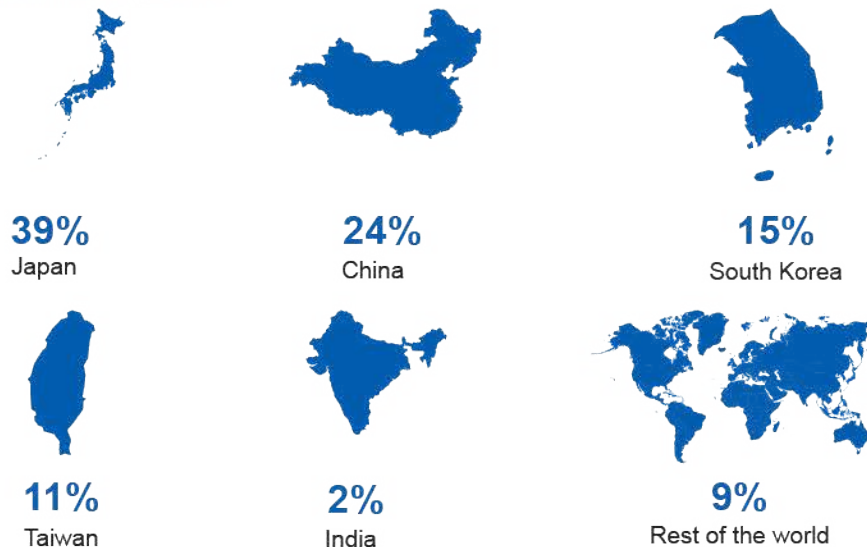 39%
Japan
24%
China
15%
South Korea
11%
Taiwan
2%
India
9%
Rest of the world